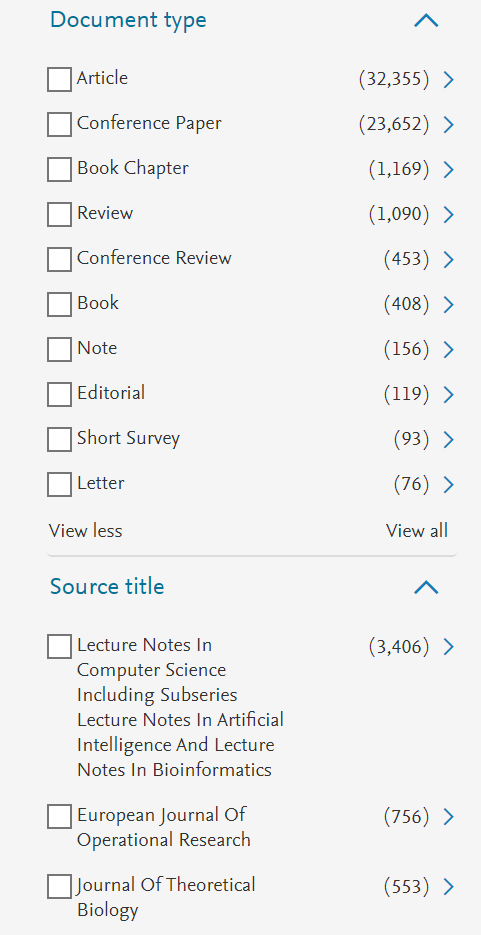 Document type
Article (32,355)
Conference Paper (23,652)
Book Chapter (1,169)
Review (1,090)
Conference Review (453)
Book (408)
Note (156)
Editorial (119)
Short Survey (93)
Letter (76)
View less View all
Source title
Lecture Notes In (3,406)
Computer Science
Including Subseries
Lecture Notes In Artificial
Intelligence And Lecture
Notes In Bioinformatics
European Journal Of (756)
Operational Research
Journal Of Theoretical (553)
Biology